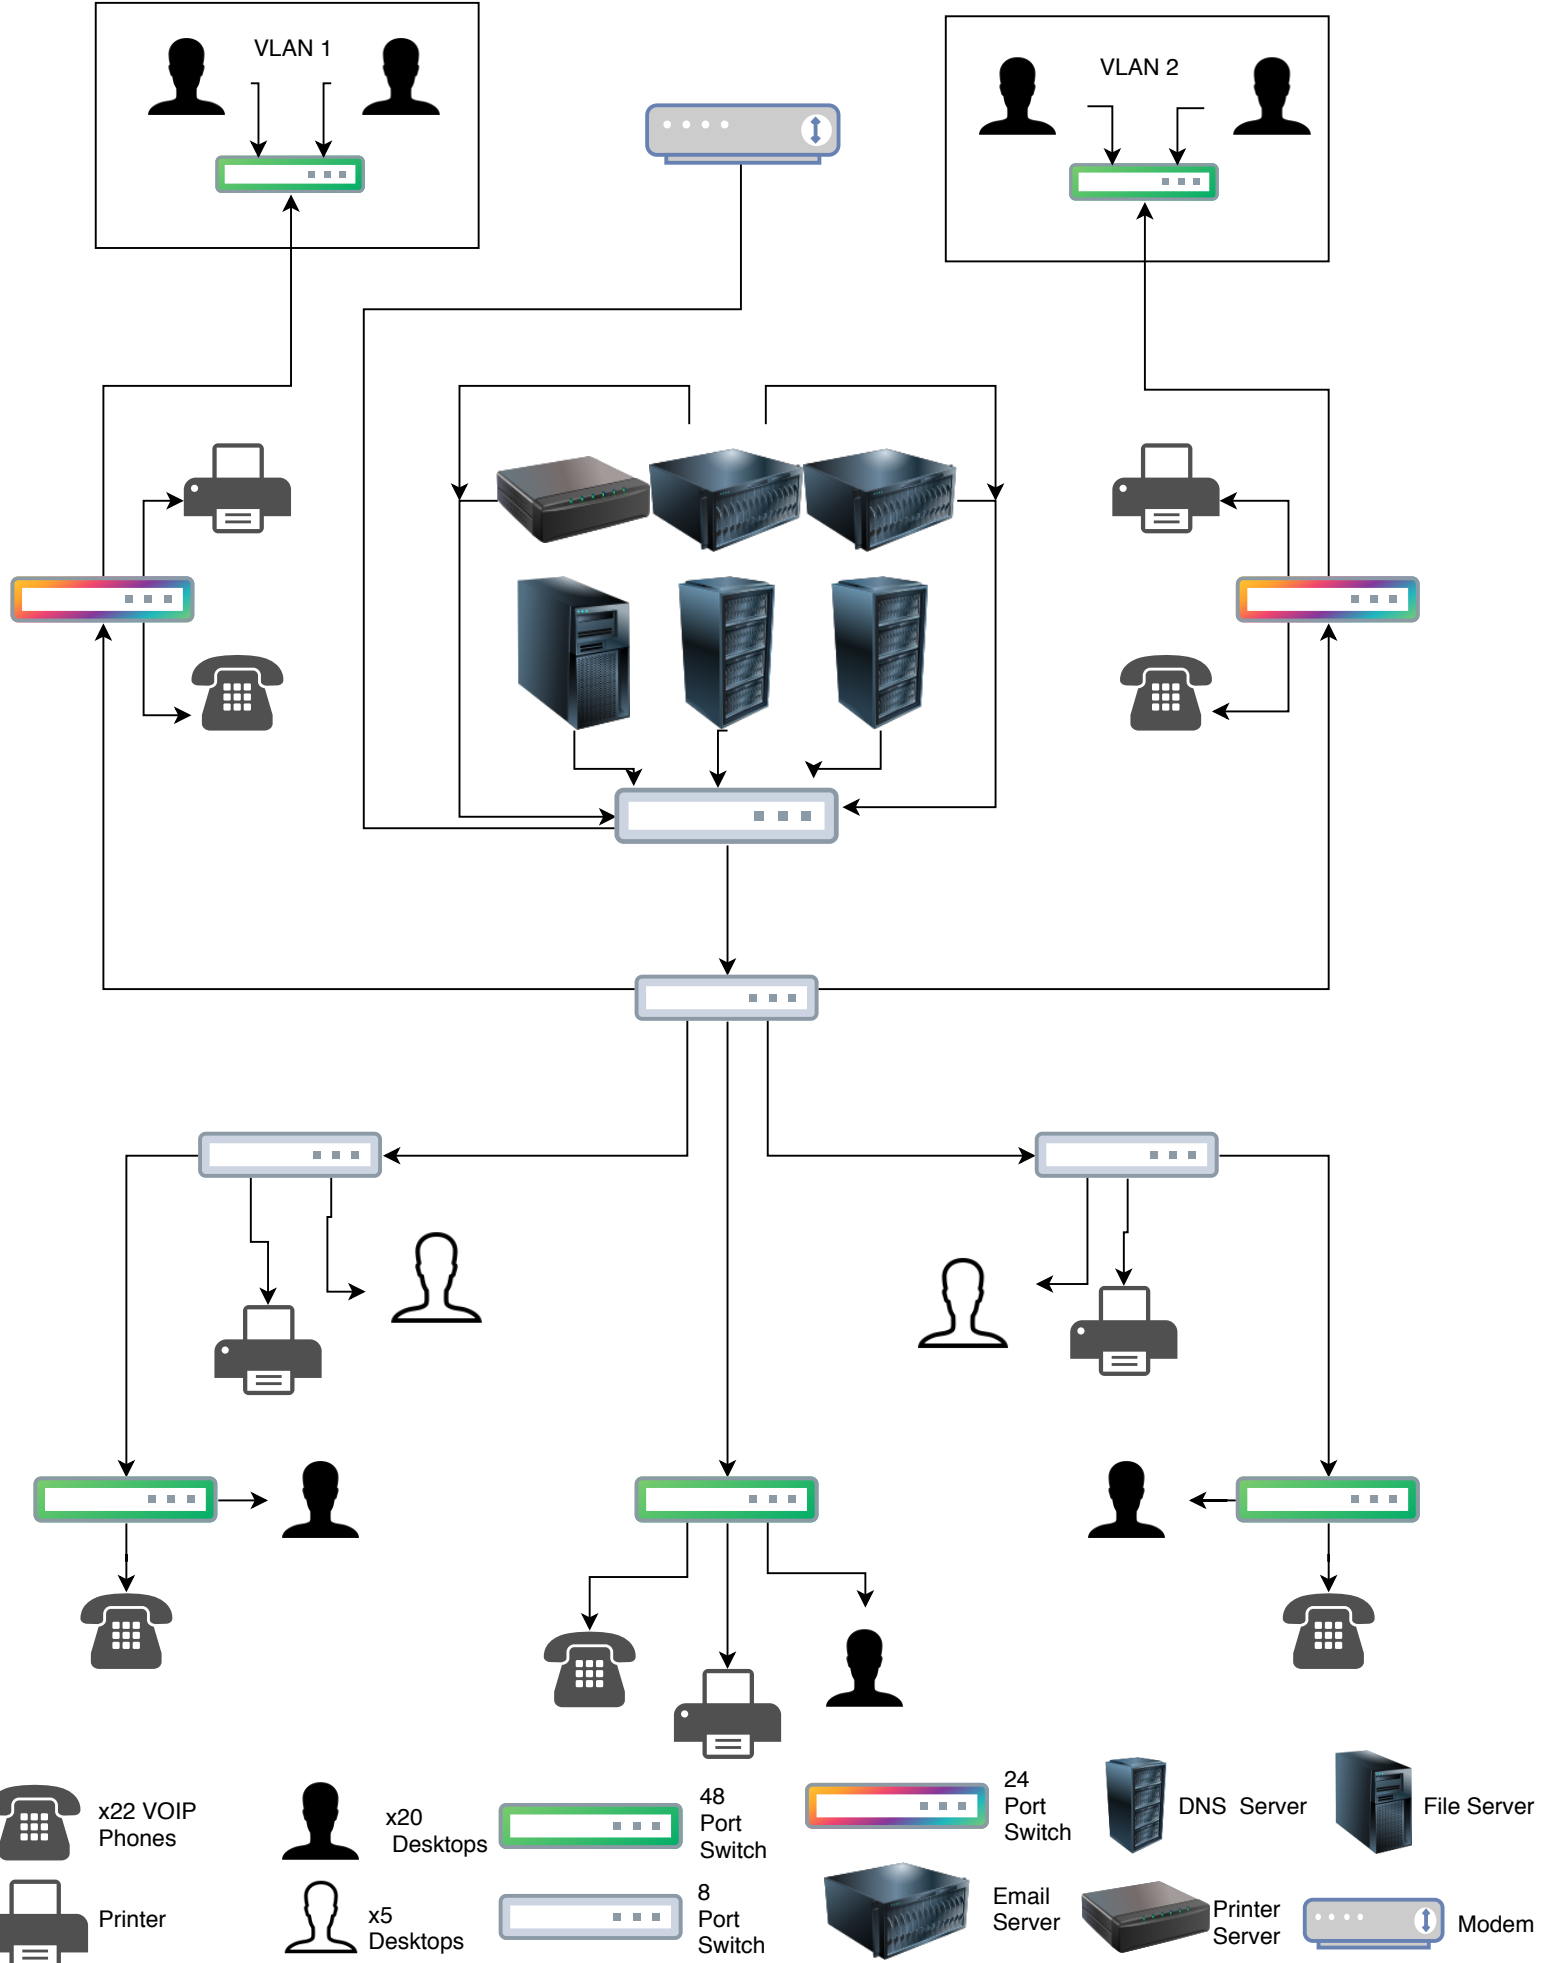 VLAN 1
VLAN 2
x22 VOIP
Phones
x20
Desktops
48
Port
Switch
24
Port
Switch
DNS Server
File Server
Printer
x5
Desktops
8
Port
Switch
Email
Server
Printer
Server
Modem